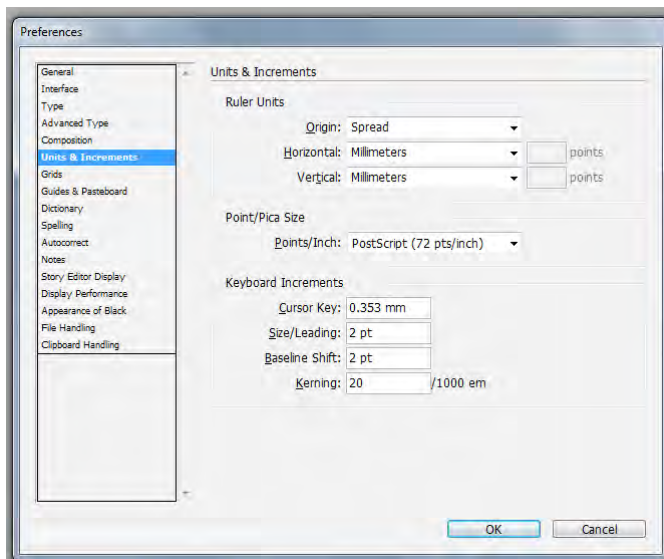 Preferences
General
Interface
Type
Advanced Type
Composition
Units & Increments
Grids
Guides & Pasteboard
Dictionary
Spelling
Autocorrect
Notes
Story Editor Display
Display Performance
Appearance of Black
File Handling
Clipboard Handling
Units & Increments
Ruler Units
Origin: Spread
Horizontal: Millimeters points
Vertical: Millimeters points
Point/Pica Size
Points/Inch: PostScript (72 pts/inch)
Keyboard Increments
Cursor Key: 0.353 mm
Size/Leading: 2 pt
Baseline Shift: 2 pt
Kerning: 20 /1000 em
OK Cancel